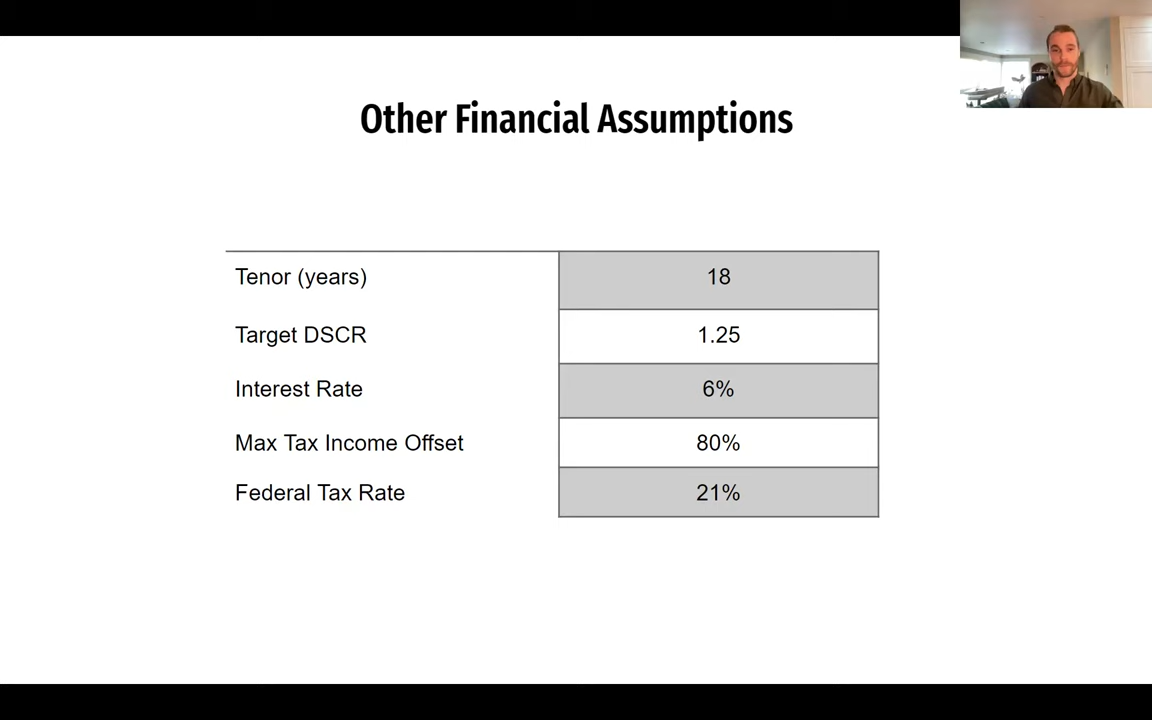 Other Financial Assumptions
Tenor (years) 18
Target DSCR 1.25
Interest Rate 6%
Max Tax Income Offset 80%
Federal Tax Rate 21%